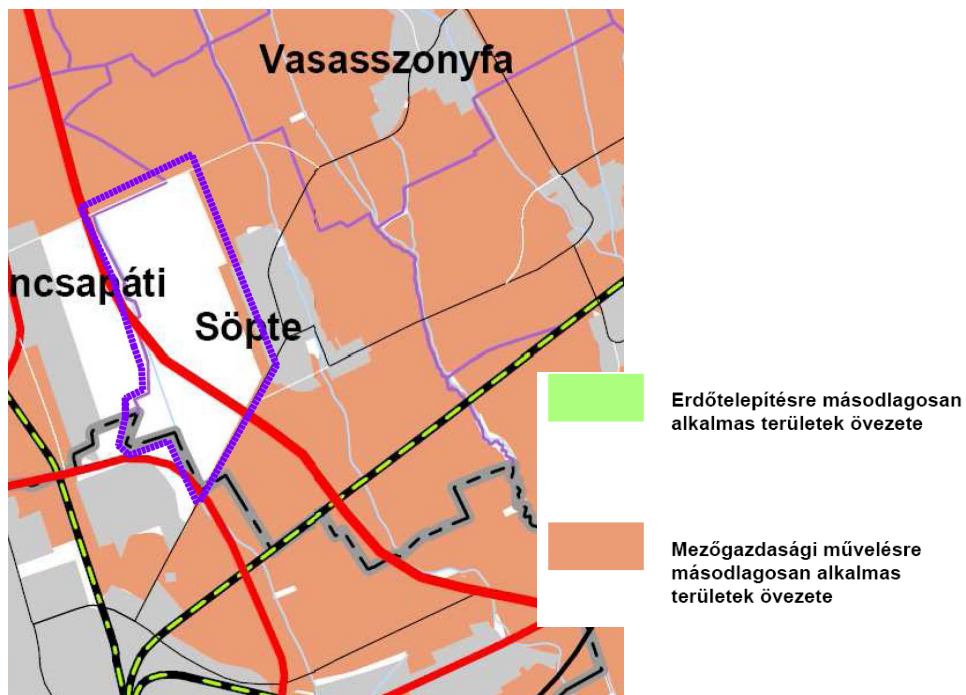 Vasasszonyfa
ncsapáti
Söpte
Erdőtelepítésre másodlagosan
alkalmas területek övezete
Mezőgazdasági művelésre
másodlagosan alkalmas
területek övezete